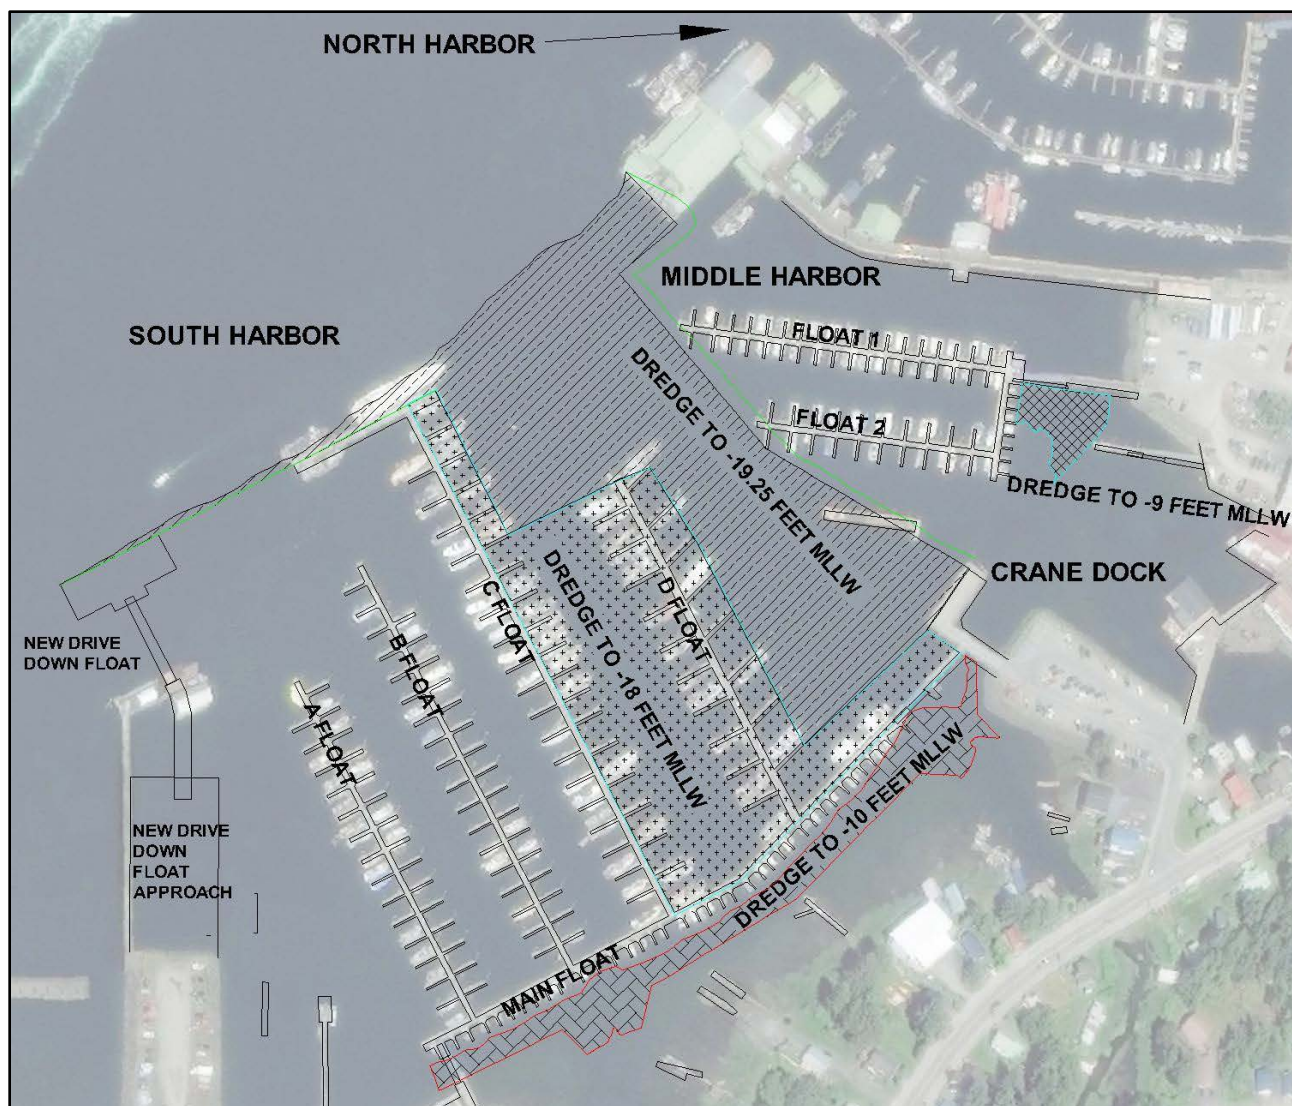 NORTH HARBOR
MIDDLE HARBOR
SOUTH HARBOR
FLOAT 1
DREDGE TO -19.25 FEET MLLW
FLOAT 2
DREDGE TO -9 FEET MLLW
CRANE DOCK
DREDGE TO -18 FEET MLLW
D FLOAT
C FLOAT
B FLOAT
A FLOAT
NEW DRIVE
DOWN FLOAT
DREDGE TO -10 FEET MLLW
NEW DRIVE
DOWN
FLOAT
APPROACH
MAIN FLOAT